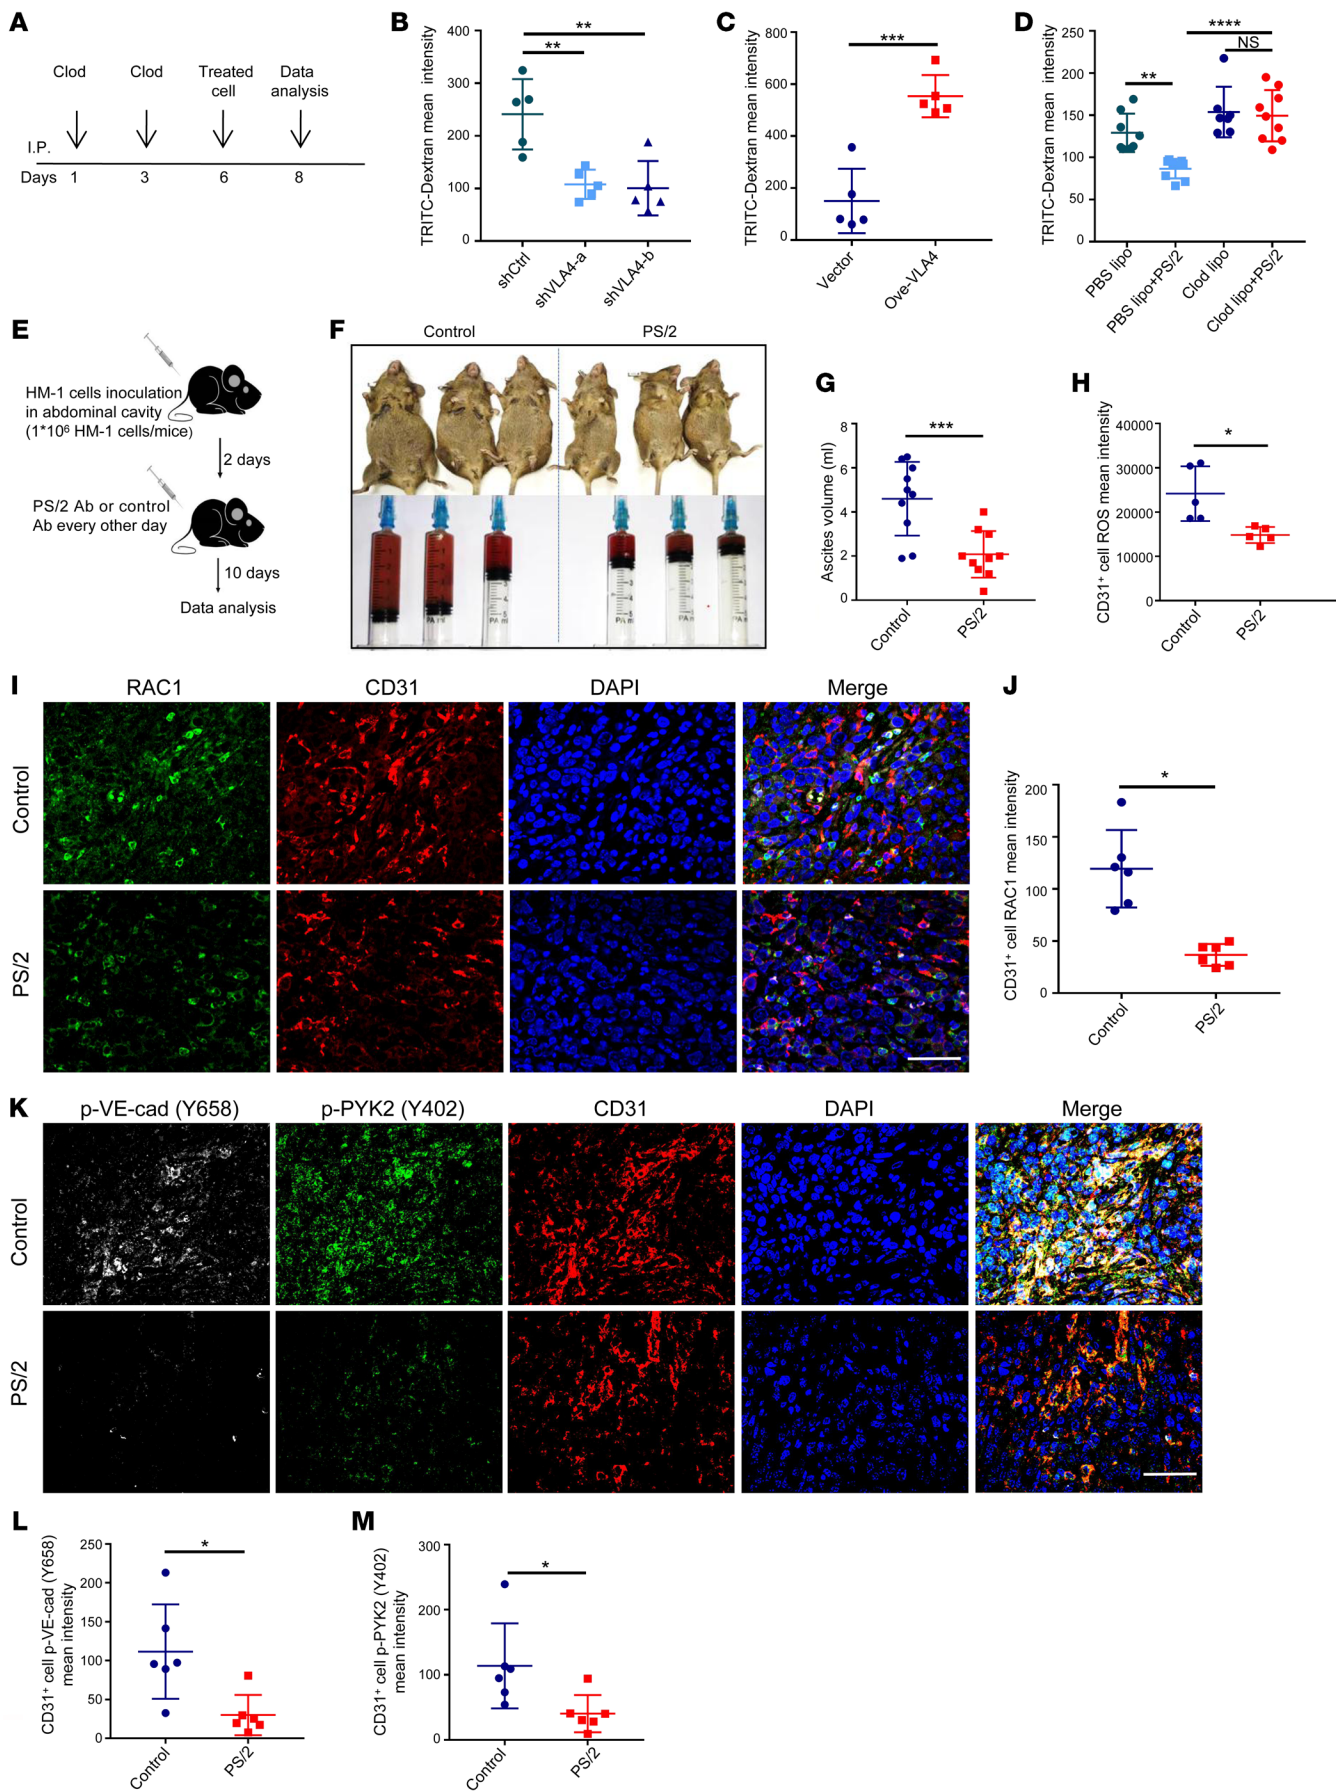 A
Clod Clod Treated cell Data analysis
I.P.
Days 1 3 6 8
B
TRITC-Dextran mean intensity
400
300
200
100
0
** **
shCtrl shVLA4-a shVLA4-b
C
TRITC-Dextran mean intensity
800
600
400
200
0
***
Vector Ove-VLA4
D
TRITC-Dextran mean intensity
250
200
150
100
50
0
****
NS
**
PBS lipo PBS lipo+PS/2 Clod lipo Clod lipo+PS/2
E
HM-1 cells inoculation
in abdominal cavity
(1*10⁶ HM-1 cells/mice)
2 days
PS/2 Ab or control
Ab every other day
10 days
Data analysis
F
Control PS/2
G
Ascites volume (ml)
8
6
4
2
0
***
Control PS/2
H
CD31⁺ cell ROS mean intensity
40000
30000
20000
10000
0
*
Control PS/2
I
RAC1 CD31 DAPI Merge
Control
PS/2
J
CD31⁺ cell RAC1 mean intensity
200
150
100
50
0
*
Control PS/2
K
p-VE-cad (Y658) p-PYK2 (Y402) CD31 DAPI Merge
Control
PS/2
L
CD31⁺ cell p-VE-cad (Y658)
mean intensity
250
200
150
100
50
0
*
Control PS/2
M
CD31⁺ cell p-PYK2 (Y402)
mean intensity
300
200
100
0
*
Control PS/2